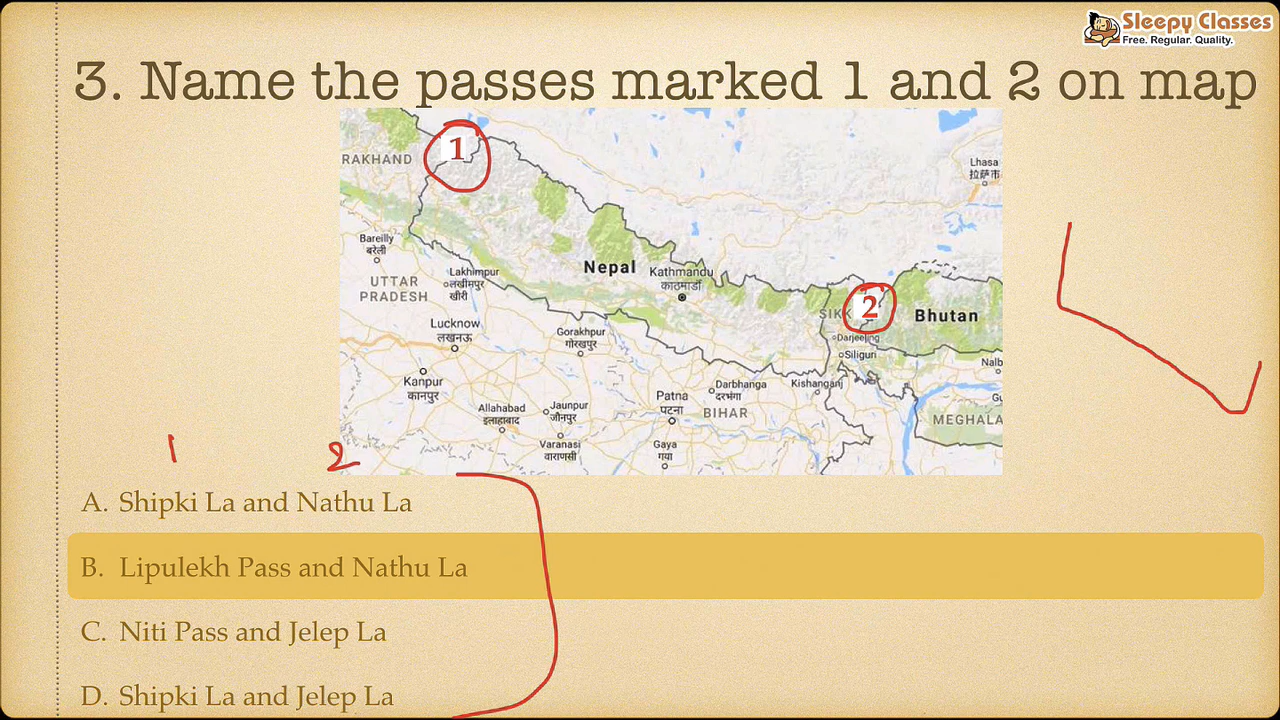 Sleepy Classes
Free. Regular. Quality.
3. Name the passes marked 1 and 2 on map
1
RAKHAND
Lhasa
拉萨市
Bareilly
बरेली
Nepal
Kathmandu
काठमाडौं
Lakhimpur
लखीमपुर
खीरी
UTTAR
PRADESH
2
SIKK
Bhutan
Lucknow
लखनऊ
Gorakhpur
गोरखपुर
Darjeeling
Siliguri
Nalb
Kanpur
कानपुर
Patna
पटना
Darbhanga
दरभंगा
Kishanganj
Gu
Allahabad
इलाहाबाद
Jaunpur
जौनपुर
BIHAR
MEGHALA
Varanasi
वाराणसी
Gaya
गया
1 2
A. Shipki La and Nathu La
B. Lipulekh Pass and Nathu La
C. Niti Pass and Jelep La
D. Shipki La and Jelep La